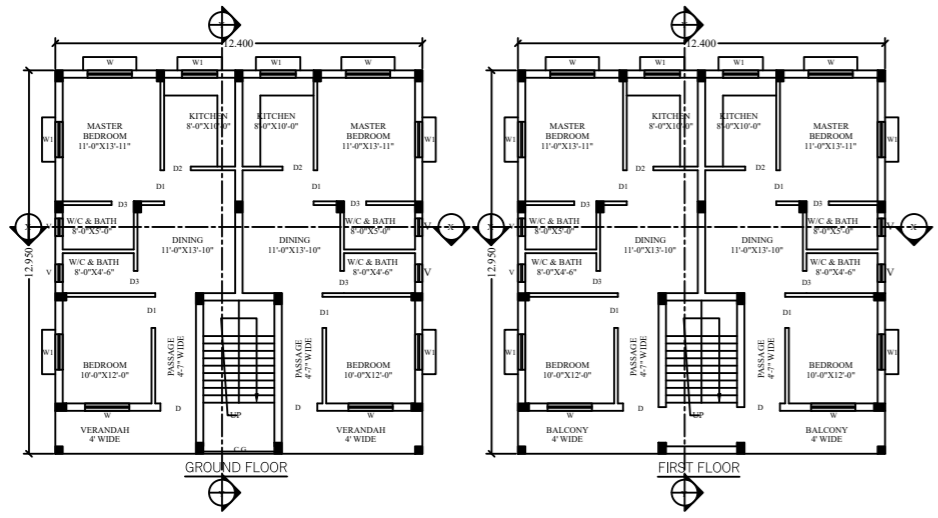 12.400
W
W1
W1
W
KITCHEN
8'-0"X10'-0"
KITCHEN
8'-0"X10'-0"
MASTER
BEDROOM
11'-0"X13'-11"
MASTER
BEDROOM
11'-0"X13'-11"
W1
W1
D2
D2
D1
D1
D3
D3
W/C & BATH
8'-0"X5'-0"
W/C & BATH
8'-0"X5'-0"
V
V
X
X
DINING
11'-0"X13'-10"
DINING
11'-0"X13'-10"
12.950
W/C & BATH
8'-0"X4'-6"
W/C & BATH
8'-0"X4'-6"
V
V
D3
D3
D1
D1
W1
W1
PASSAGE
4'-7" WIDE
PASSAGE
4'-7" WIDE
BEDROOM
10'-0"X12'-0"
BEDROOM
10'-0"X12'-0"
D
D
W
W
UP
VERANDAH
4' WIDE
VERANDAH
4' WIDE
C.G.
GROUND FLOOR
12.400
W
W1
W1
W
KITCHEN
8'-0"X10'-0"
KITCHEN
8'-0"X10'-0"
MASTER
BEDROOM
11'-0"X13'-11"
MASTER
BEDROOM
11'-0"X13'-11"
W1
W1
D2
D2
D1
D1
D3
D3
W/C & BATH
8'-0"X5'-0"
W/C & BATH
8'-0"X5'-0"
V
V
X
X
DINING
11'-0"X13'-10"
DINING
11'-0"X13'-10"
12.950
W/C & BATH
8'-0"X4'-6"
W/C & BATH
8'-0"X4'-6"
V
V
D3
D3
D1
D1
W1
W1
PASSAGE
4'-7" WIDE
PASSAGE
4'-7" WIDE
BEDROOM
10'-0"X12'-0"
BEDROOM
10'-0"X12'-0"
D
D
W
W
UP
BALCONY
4' WIDE
BALCONY
4' WIDE
FIRST FLOOR